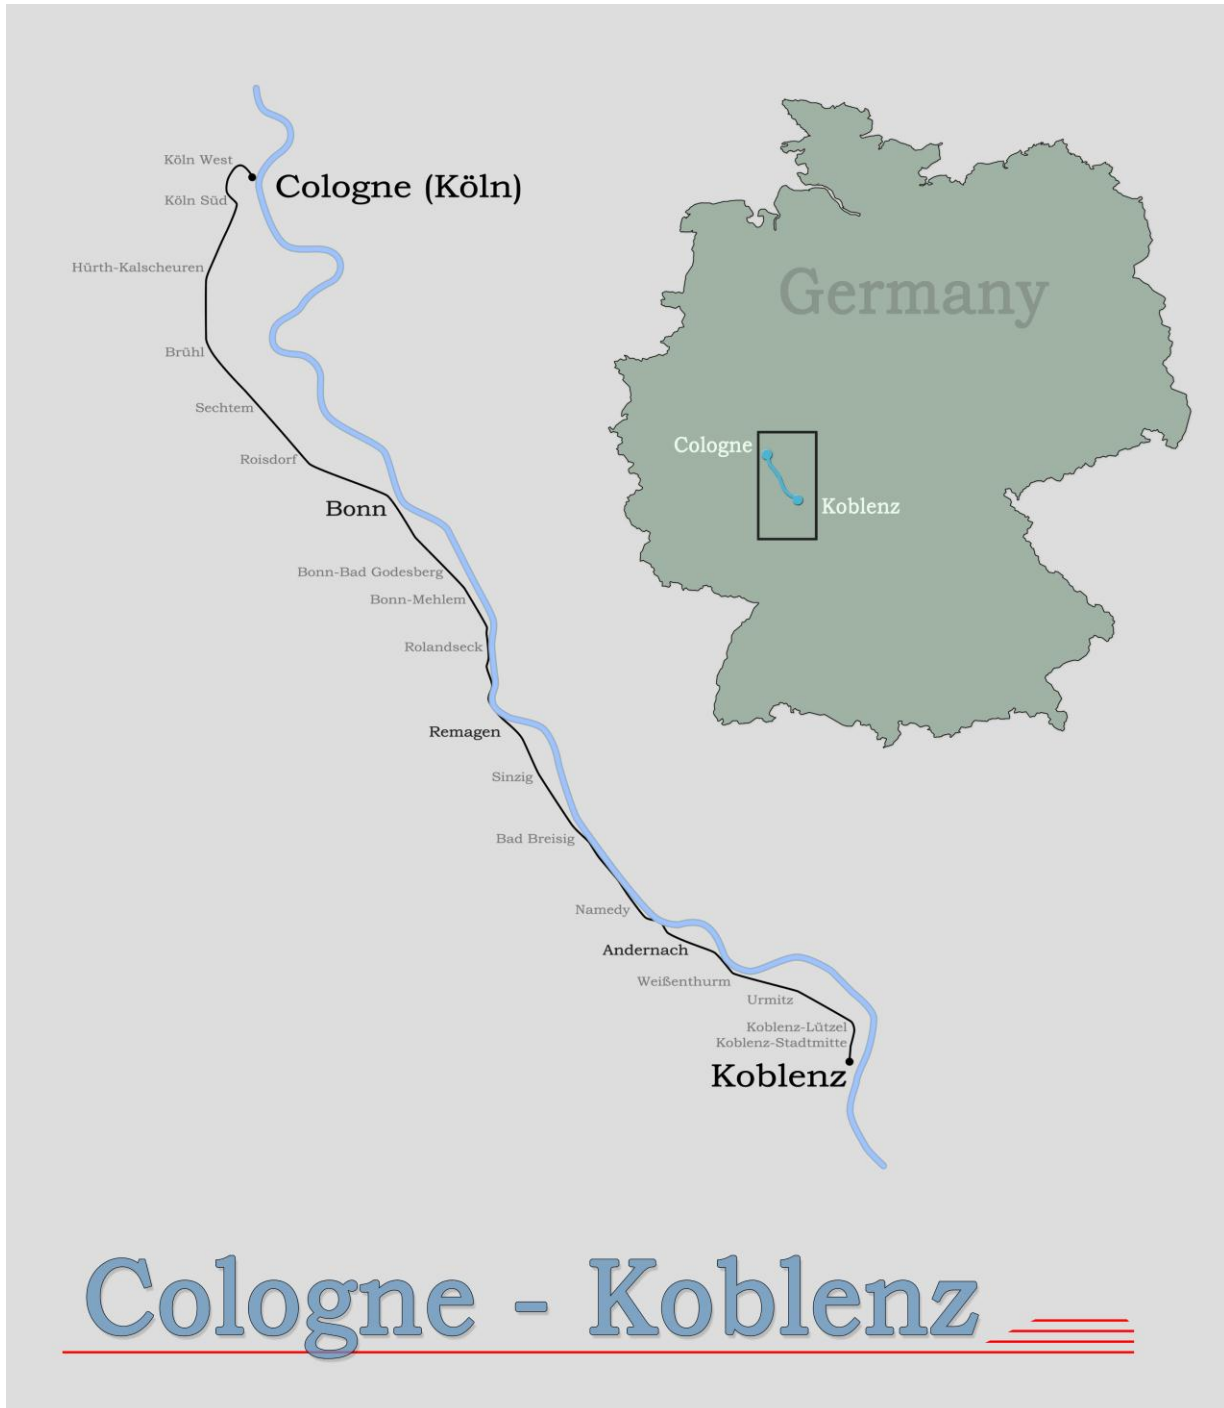 Köln West
Cologne (Köln)
Köln Süd
Hürth-Kalscheuren
Brühl
Sechtem
Roisdorf
Bonn
Bonn-Bad Godesberg
Bonn-Mehlem
Rolandseck
Remagen
Sinzig
Bad Breisig
Namedy
Andernach
Weißenthurm
Urmitz
Koblenz-Lützel
Koblenz-Stadtmitte
Koblenz
Germany
Cologne
Koblenz
Cologne - Koblenz